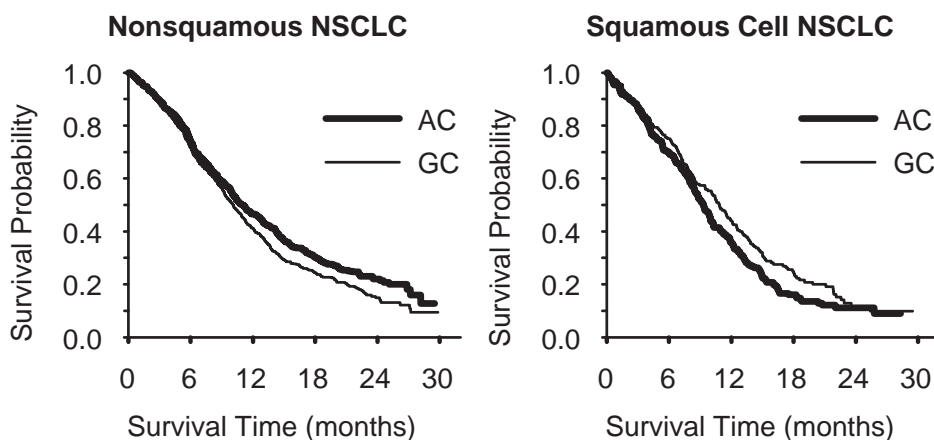 Nonsquamous NSCLC
Survival Probability
1.0
0.8
0.6
0.4
0.2
0.0
AC
GC
0 6 12 18 24 30
Survival Time (months)
Squamous Cell NSCLC
Survival Probability
1.0
0.8
0.6
0.4
0.2
0.0
AC
GC
0 6 12 18 24 30
Survival Time (months)